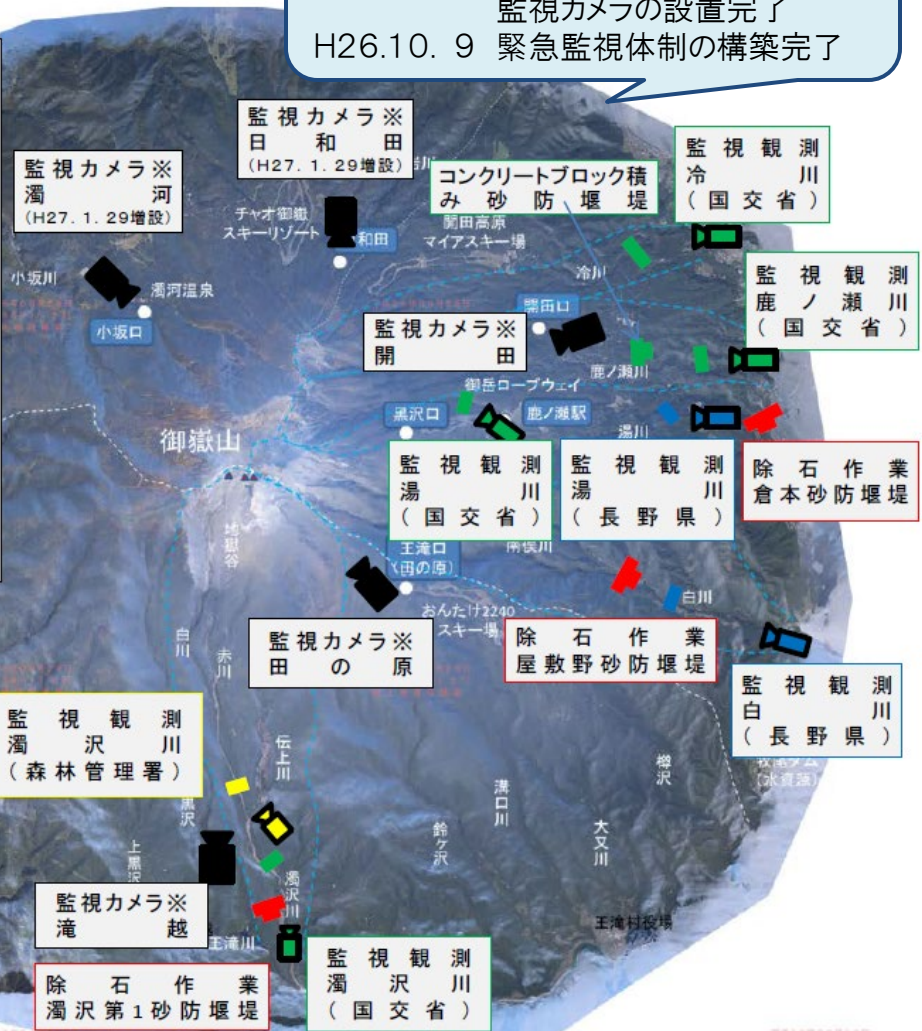 監視カメラの設置完了
H26.10. 9 緊急監視体制の構築完了
監視カメラ※
日和田
(H27.1.29増設)
監視カメラ※
濁河
(H27.1.29増設)
コンクリートブロック積
み砂防堰堤
監視観測
冷川
(国交省)
チャオ御嶽
スキーリゾート
和田
開田高原
マイアスキー場
小坂川
濁河温泉
小坂口
冷川
監視観測
鹿ノ瀬川
(国交省)
開田口
監視カメラ※
開田
鹿ノ瀬川
御岳ロープウェイ
黒沢口
鹿ノ瀬駅
湯川
御嶽山
監視観測
湯川
(国交省)
監視観測
湯川
(長野県)
除石作業
倉本砂防堰堤
地獄谷
王滝口
(田の原)
南俣川
おんたけ2240
スキー場
白川
監視カメラ※
田の原
除石作業
屋敷野砂防堰堤
白川
赤川
監視観測
白川
(長野県)
監視観測
濁沢川
(森林管理署)
伝上川
黒沢
上黒沢
鈴ケ沢
溝口川
大又川
樽沢
牧尾ダム
(水資源)
監視カメラ※
滝越
濁沢川
王滝川
王滝村役場
除石作業
濁沢第1砂防堰堤
監視観測
濁沢川
(国交省)